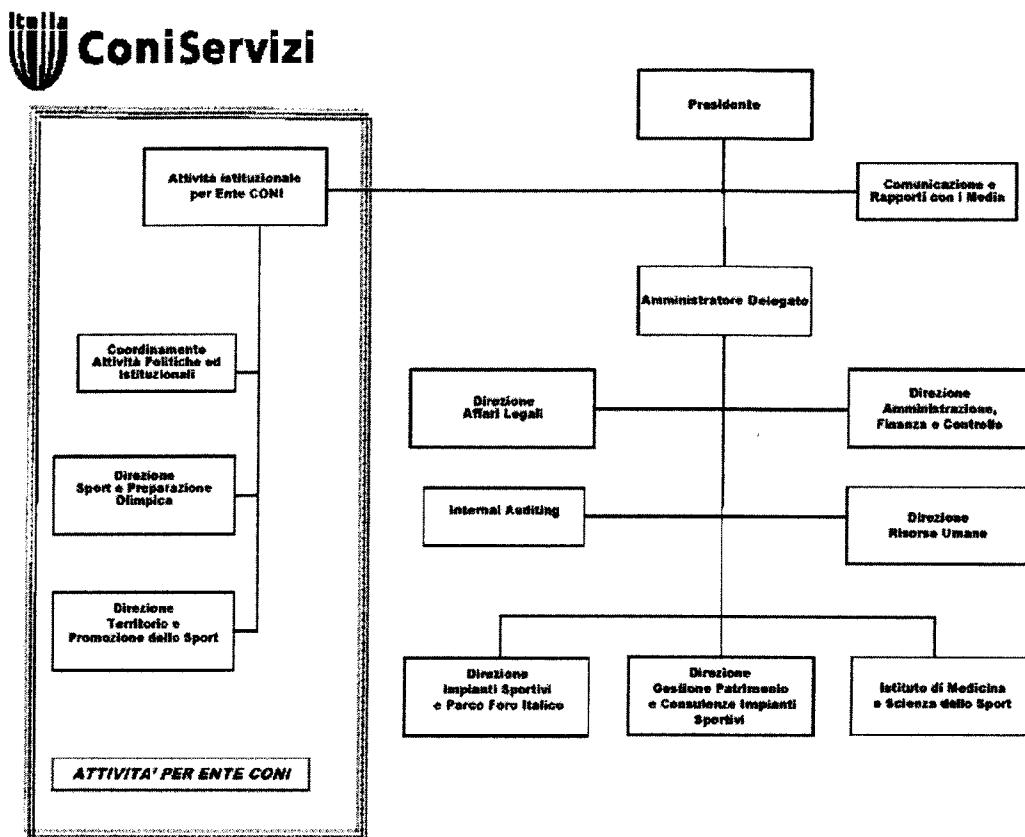 Italia
ConiServizi
Presidente
Attività istituzionale
per Ente CONI
Comunicazione e
Rapporti con i Media
Amministratore Delegato
Coordinamento
Attività Politiche ed
Istituzionali
Direzione
Affari Legali
Direzione
Amministrazione,
Finanza e Controllo
Direzione
Sport e Preparazione
Olimpica
Internal Auditing
Direzione
Risorse Umane
Direzione
Territorio e
Promozione dello Sport
Direzione
Impianti Sportivi
e Parco Foro Italico
Direzione
Gestione Patrimonio
e Consulenze Impianti
Sportivi
Istituto di Medicina
e Scienza dello Sport
ATTIVITA' PER ENTE CONI